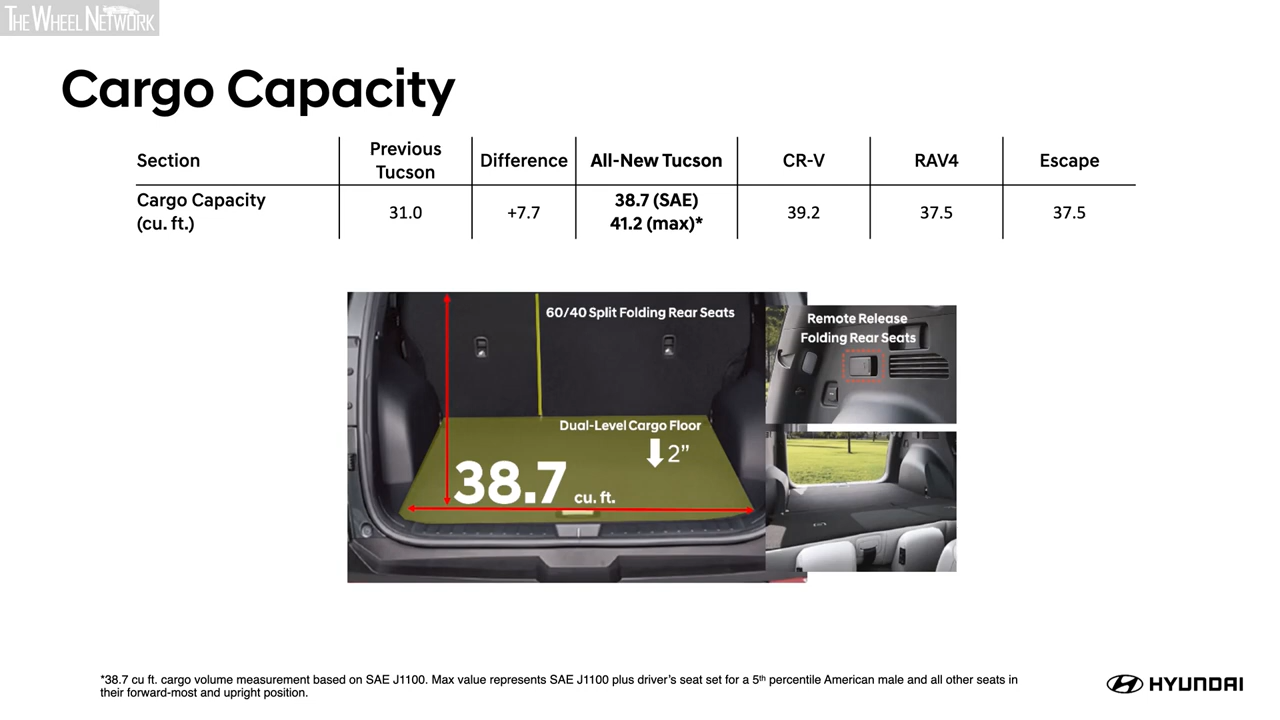 THE WHEEL NETWORK
Cargo Capacity
Section
Previous
Tucson
Difference
All-New Tucson
CR-V
RAV4
Escape
Cargo Capacity
(cu. ft.)
31.0
+7.7
38.7 (SAE)
41.2 (max)*
39.2
37.5
37.5
60/40 Split Folding Rear Seats
Remote Release
Folding Rear Seats
Dual-Level Cargo Floor
2”
38.7 cu. ft.
*38.7 cu ft. cargo volume measurement based on SAE J1100. Max value represents SAE J1100 plus driver’s seat set for a 5th percentile American male and all other seats in
their forward-most and upright position.
HYUNDAI